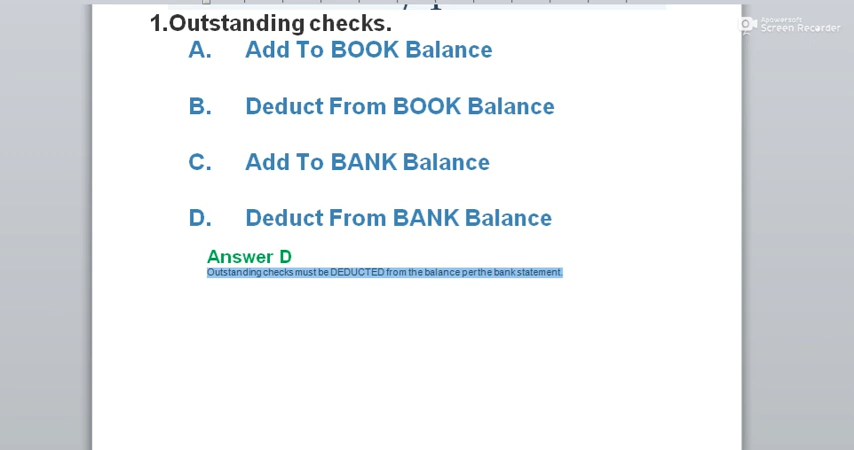 Apowersoft
Screen Recorder
1.Outstanding checks.
A. Add To BOOK Balance
B. Deduct From BOOK Balance
C. Add To BANK Balance
D. Deduct From BANK Balance
Answer D
Outstanding checks must be DEDUCTED from the balance per the bank statement.